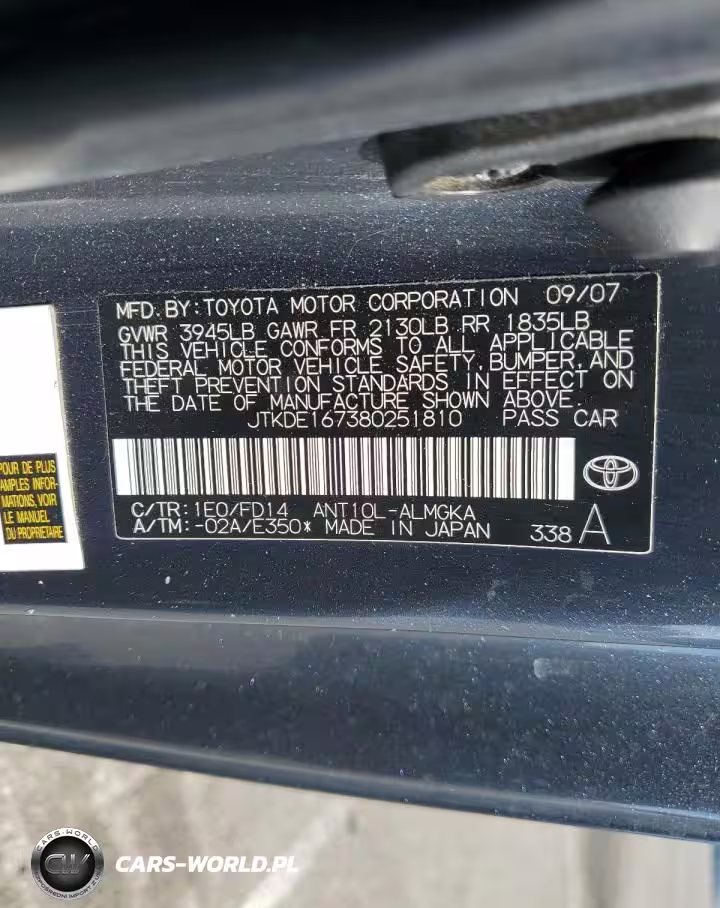 MFD. BY: TOYOTA MOTOR CORPORATION 09/07
GVWR 3945LB GAWR FR 2130LB RR 1835LB
THIS VEHICLE CONFORMS TO ALL APPLICABLE
FEDERAL MOTOR VEHICLE SAFETY, BUMPER, AND
THEFT PREVENTION STANDARDS IN EFFECT ON
THE DATE OF MANUFACTURE SHOWN ABOVE.
JTKDE167380251810 PASS CAR
C/TR: 1E0/FD14 ANT10L-ALMGKA
A/TM: -02A/E350* MADE IN JAPAN 338 A
POUR DE PLUS
AMPLES INFOR-
MATIONS, VOIR
LE MANUEL
DU PROPRIETAIRE
CARS-WORLD
CW
CARS-WORLD.PL